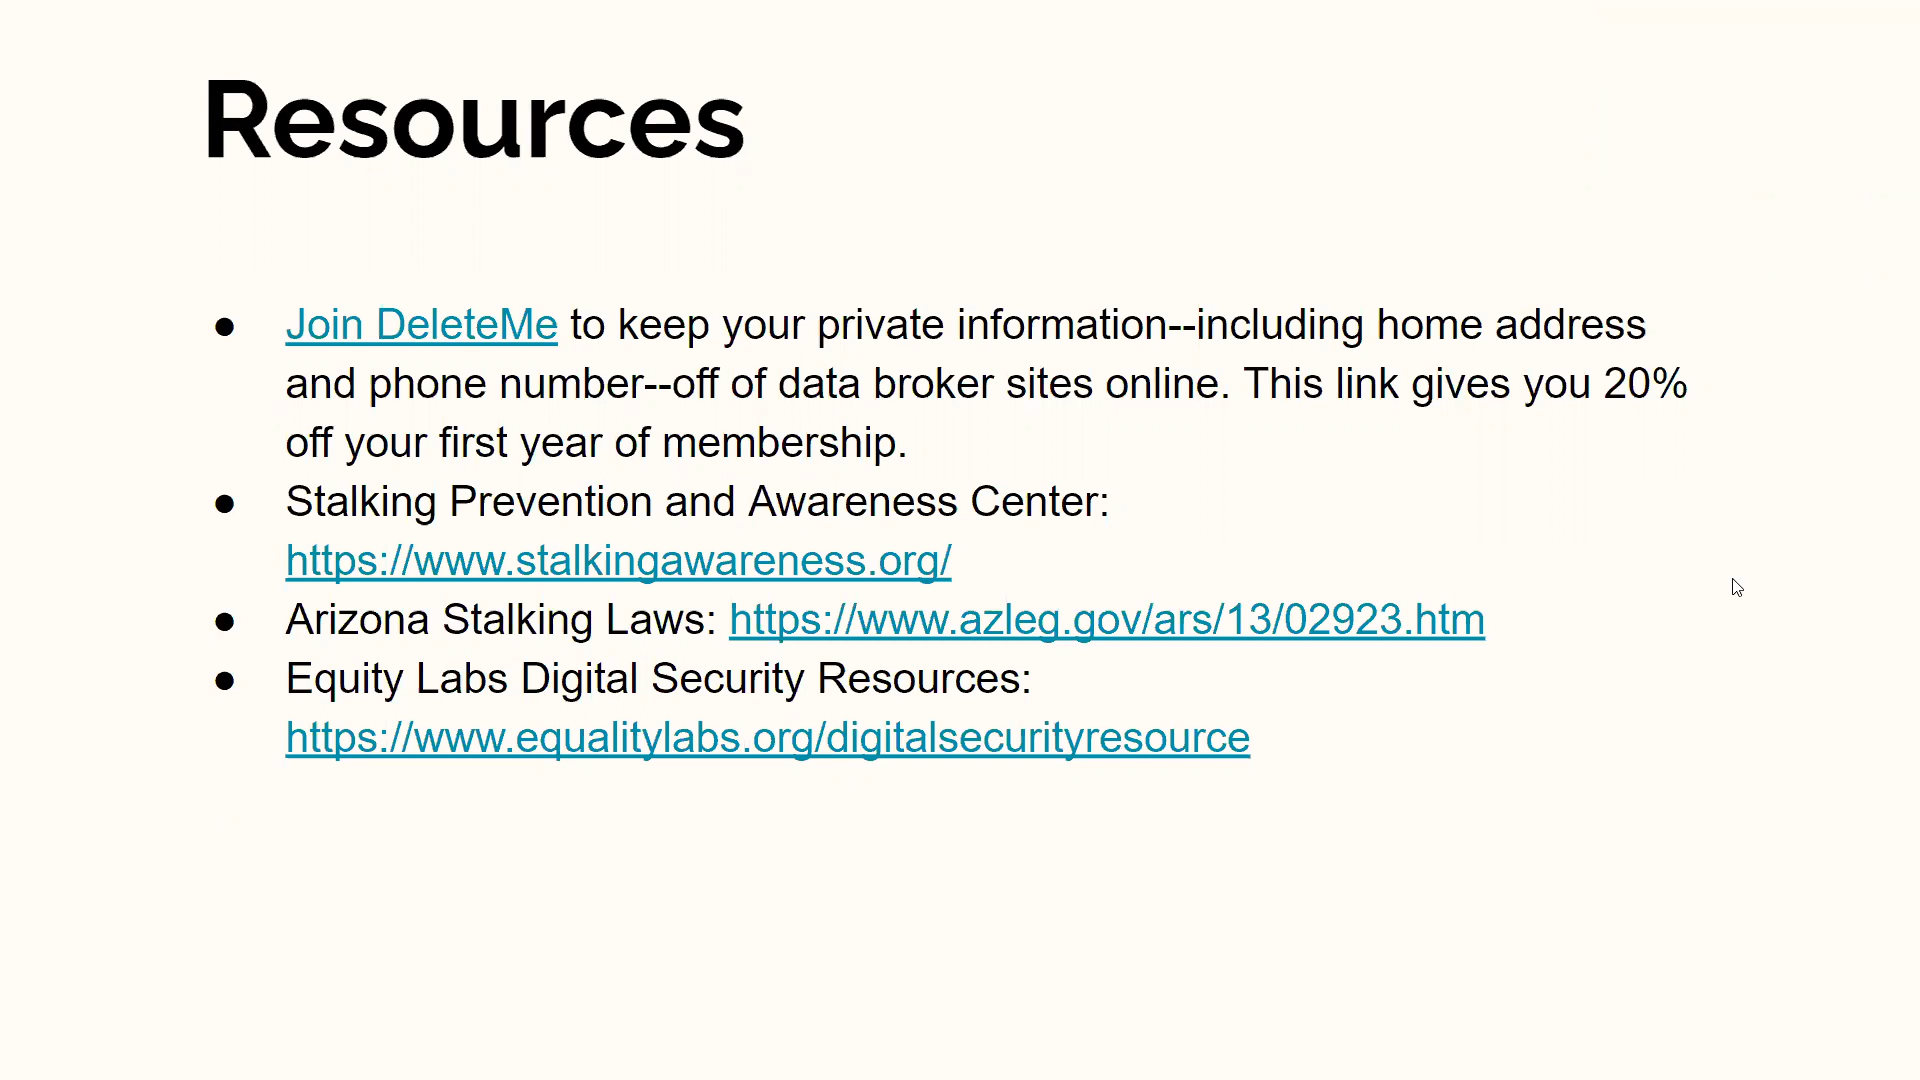 Resources
● Join DeleteMe to keep your private information--including home address
and phone number--off of data broker sites online. This link gives you 20%
off your first year of membership.
● Stalking Prevention and Awareness Center:
https://www.stalkingawareness.org/
● Arizona Stalking Laws: https://www.azleg.gov/ars/13/02923.htm
● Equity Labs Digital Security Resources:
https://www.equalitylabs.org/digitalsecurityresource